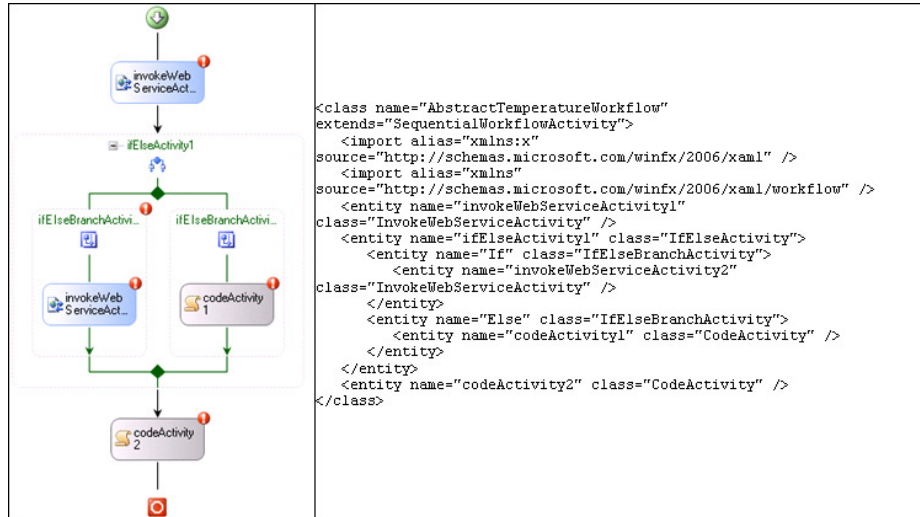 invokeWeb
ServiceAct...
ifElseActivity1
ifElseBranchActivi...
ifElseBranchActivi...
invokeWeb
ServiceAct...
codeActivity
1
codeActivity
2
<class name="AbstractTemperatureWorkflow"
extends="SequentialWorkflowActivity">
<import alias="xmlns:x"
source="http://schemas.microsoft.com/winfx/2006/xaml" />
<import alias="xmlns"
source="http://schemas.microsoft.com/winfx/2006/xaml/workflow" />
<entity name="invokeWebServiceActivity1"
class="InvokeWebServiceActivity" />
<entity name="ifElseActivity1" class="IfElseActivity">
<entity name="If" class="IfElseBranchActivity">
<entity name="invokeWebServiceActivity2"
class="InvokeWebServiceActivity" />
</entity>
<entity name="Else" class="IfElseBranchActivity">
<entity name="codeActivity1" class="CodeActivity" />
</entity>
</entity>
<entity name="codeActivity2" class="CodeActivity" />
</class>